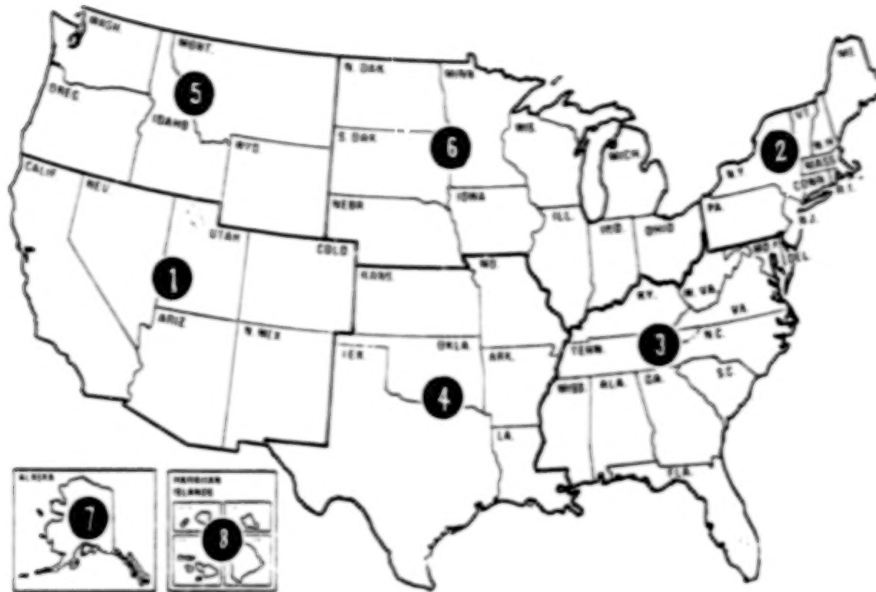 WASH.
MONT.
N. DAK
MINN
ME.
VT.
5
OREG
IDAHO
S. DAK
6
WIS.
MICH.
2
N.H.
N.Y.
MASS
CONN
R.I.
WYO.
CALIF
NEV
NEBR
IOWA
PA.
N.J.
UTAH
COLO
ILL.
IND.
OHIO
MD.
DEL.
1
KANS
MO.
W. VA.
KY.
VA.
ARIZ
N. MEX
OKLA.
TENN.
3
N.C.
TEX.
ARK.
S.C.
4
MISS
ALA.
GA.
LA.
FLA.
ALASKA
HAWAIIAN
ISLANDS
7
8